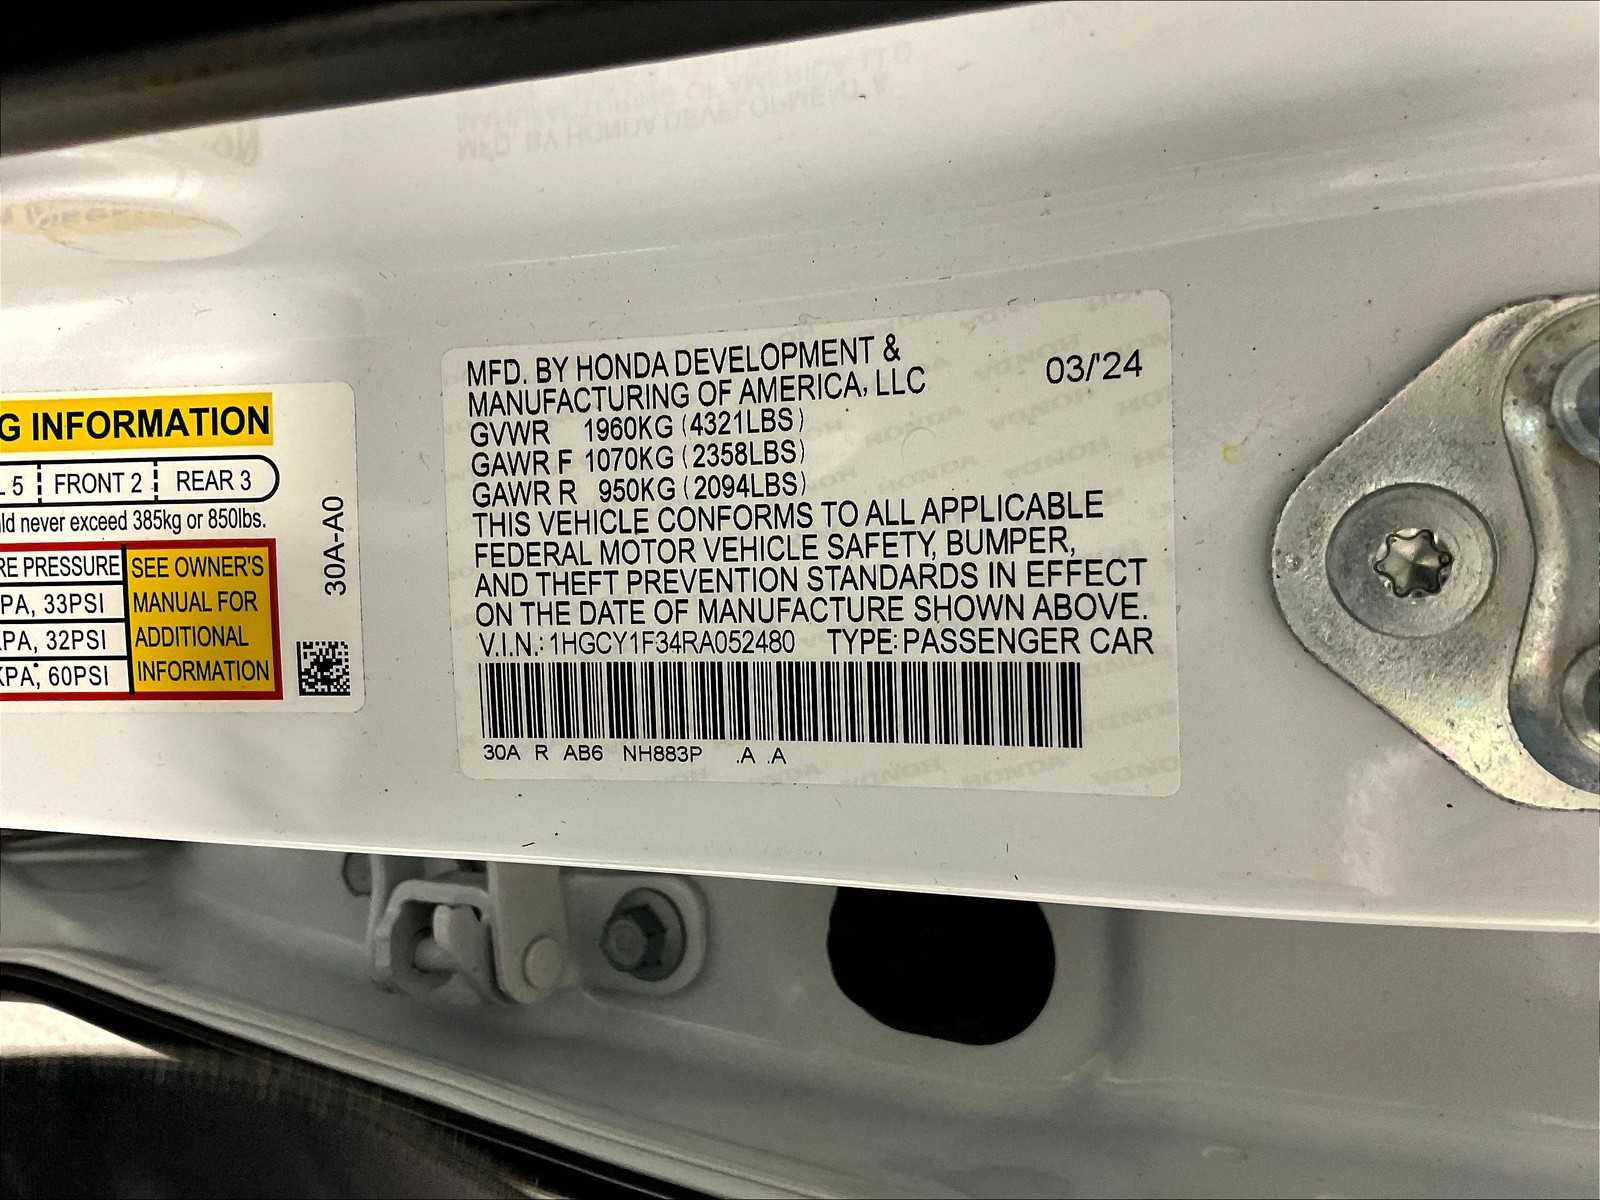 G INFORMATION
L 5 FRONT 2 REAR 3
ld never exceed 385kg or 850lbs.
RE PRESSURE
PA, 33PSI
KPA, 32PSI
KPA, 60PSI
SEE OWNER'S
MANUAL FOR
ADDITIONAL
INFORMATION
30A-A0
MFD. BY HONDA DEVELOPMENT &
MANUFACTURING OF AMERICA, LLC
03/'24
GVWR 1960KG (4321LBS)
GAWR F 1070KG (2358LBS)
GAWR R 950KG (2094LBS)
THIS VEHICLE CONFORMS TO ALL APPLICABLE
FEDERAL MOTOR VEHICLE SAFETY, BUMPER,
AND THEFT PREVENTION STANDARDS IN EFFECT
ON THE DATE OF MANUFACTURE SHOWN ABOVE.
V.I.N.: 1HGCY1F34RA052480 TYPE: PASSENGER CAR
30A R AB6 NH883P .A .A